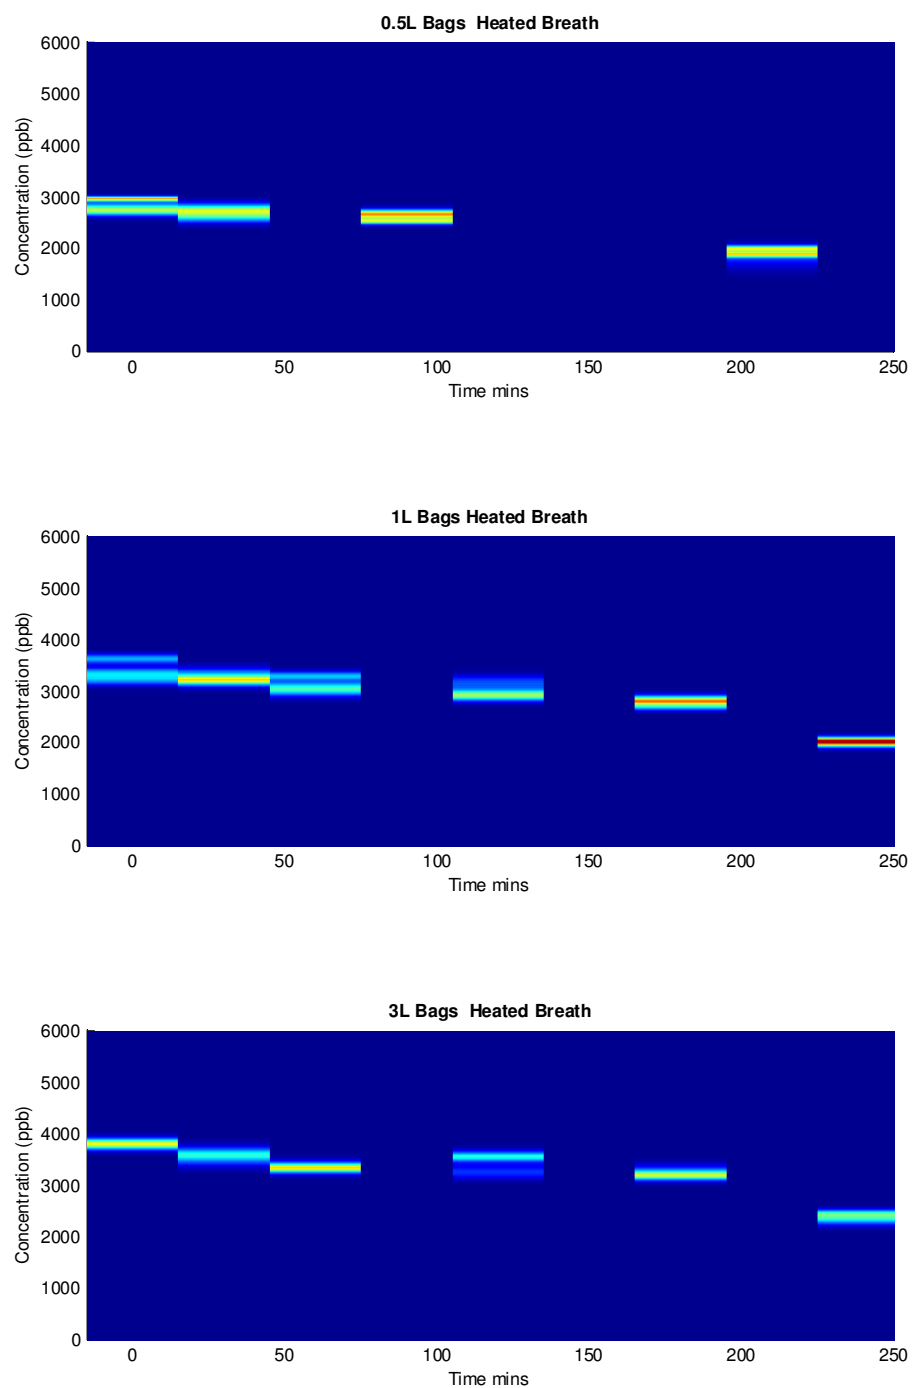 0.5L Bags  Heated Breath
6000
5000
4000
3000
2000
1000
0
Concentration (ppb)
0 50 100 150 200 250
Time mins
1L Bags Heated Breath
6000
5000
4000
3000
2000
1000
0
Concentration (ppb)
0 50 100 150 200 250
Time mins
3L Bags  Heated Breath
6000
5000
4000
3000
2000
1000
0
Concentration (ppb)
0 50 100 150 200 250
Time mins